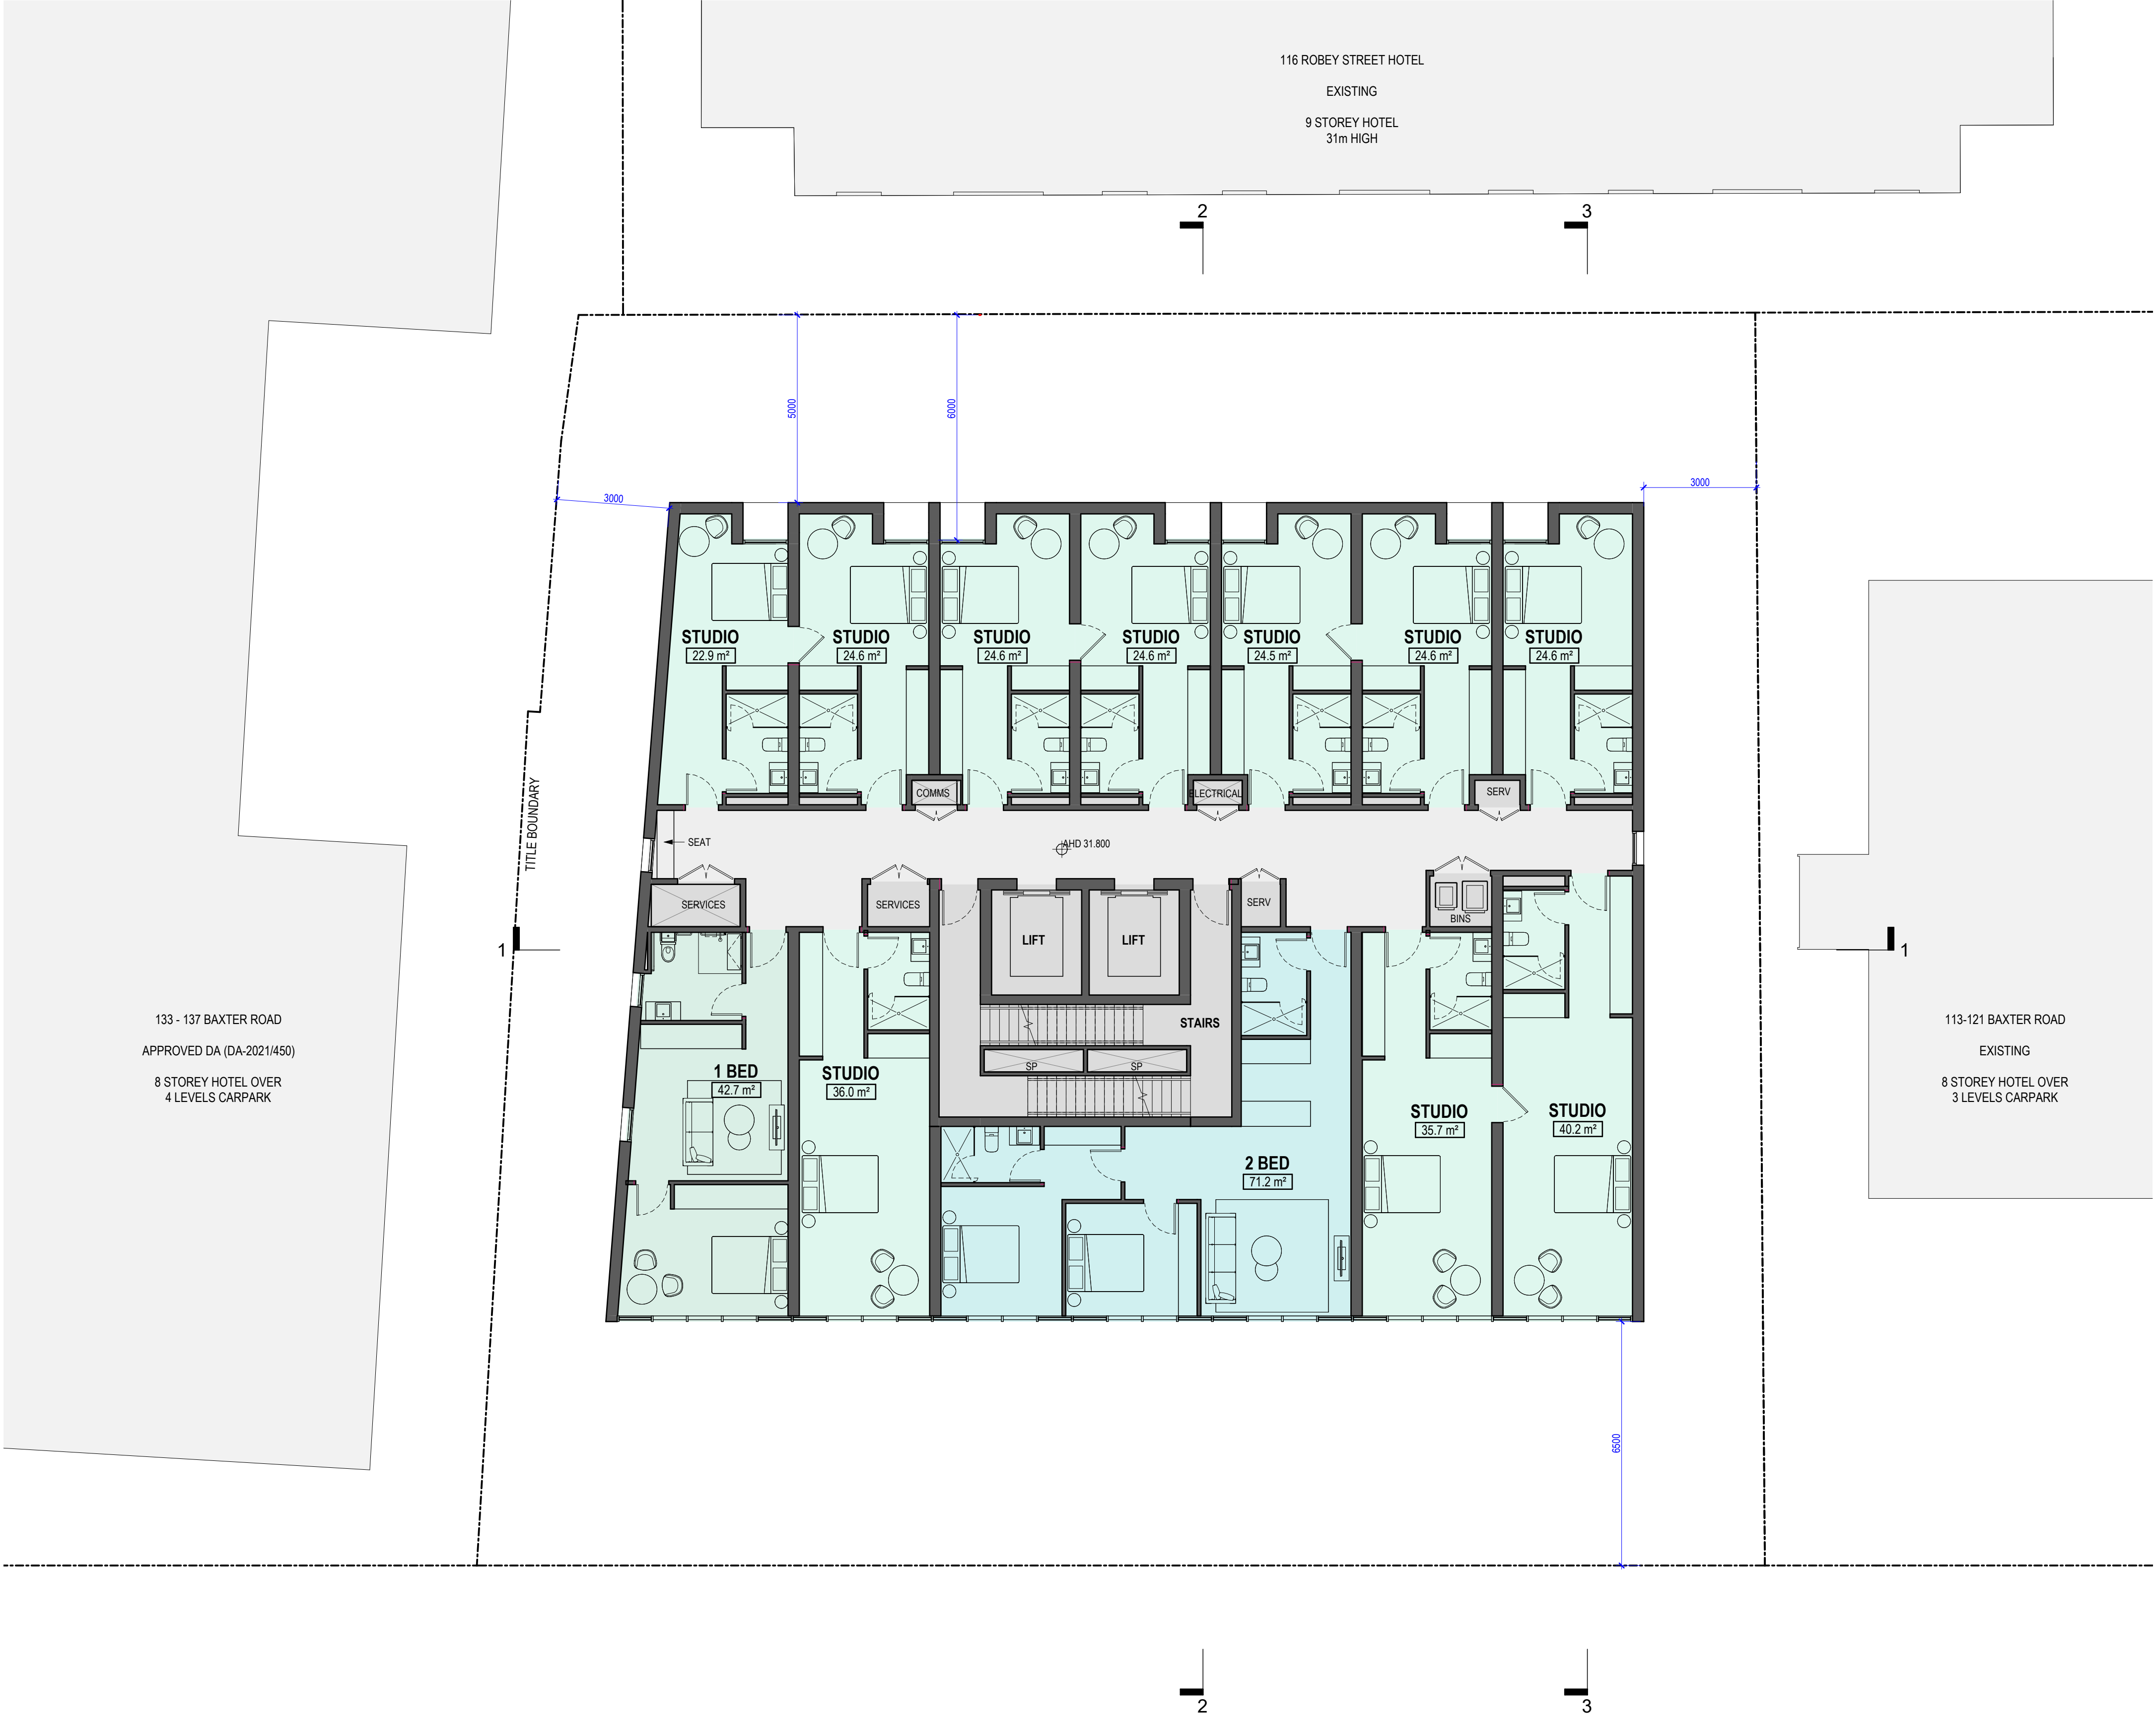 116 ROBEY STREET HOTEL
EXISTING
9 STOREY HOTEL
31m HIGH
2
3
5000
6000
3000
3000
STUDIO
22.9 m²
STUDIO
24.6 m²
STUDIO
24.6 m²
STUDIO
24.6 m²
STUDIO
24.5 m²
STUDIO
24.6 m²
STUDIO
24.6 m²
COMMS
ELECTRICAL
SERV
TITLE BOUNDARY
SEAT
AHD 31.800
SERVICES
SERVICES
SERV
BINS
1
LIFT
LIFT
1
STAIRS
SP
SP
133 - 137 BAXTER ROAD
APPROVED DA (DA-2021/450)
8 STOREY HOTEL OVER
4 LEVELS CARPARK
113-121 BAXTER ROAD
EXISTING
8 STOREY HOTEL OVER
3 LEVELS CARPARK
1 BED
42.7 m²
STUDIO
36.0 m²
2 BED
71.2 m²
STUDIO
35.7 m²
STUDIO
40.2 m²
6500
2
3